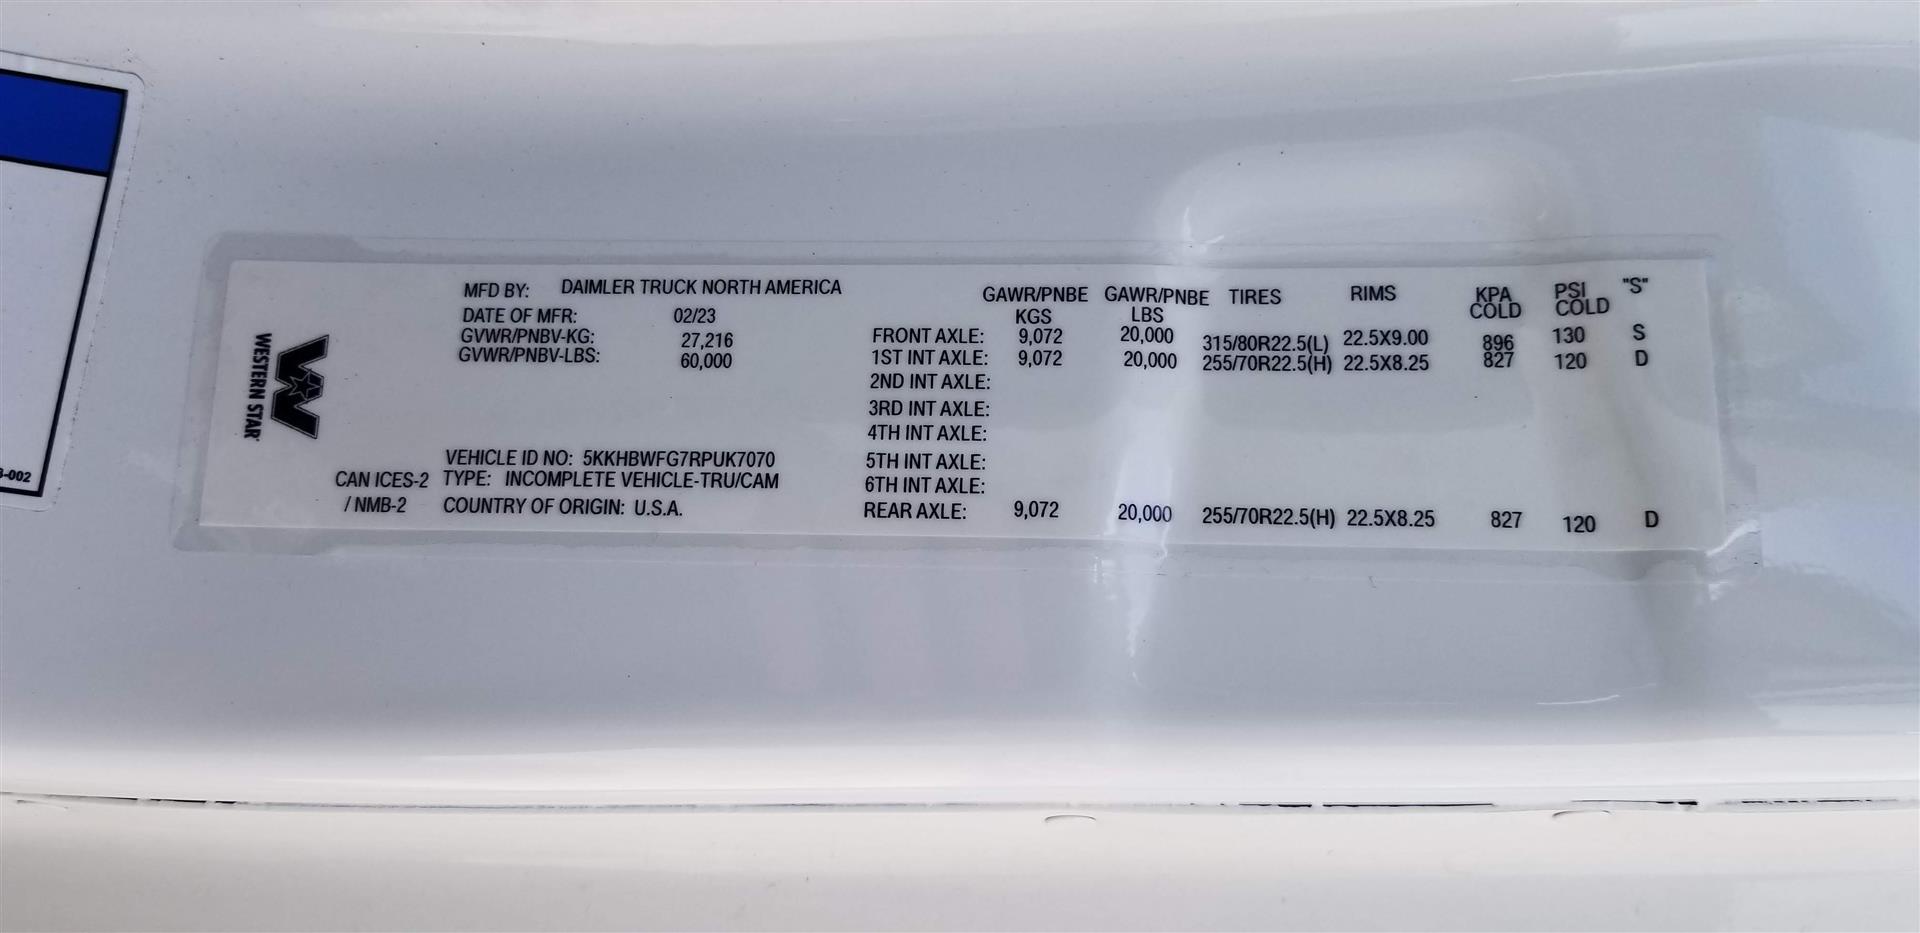 MFD BY: DAIMLER TRUCK NORTH AMERICA
DATE OF MFR: 02/23
GVWR/PNBV-KG: 27,216
GVWR/PNBV-LBS: 60,000
WESTERN STAR
VEHICLE ID NO: 5KKHBWFG7RPUK7070
CAN ICES-2 TYPE: INCOMPLETE VEHICLE-TRU/CAM
/ NMB-2 COUNTRY OF ORIGIN: U.S.A.
GAWR/PNBE GAWR/PNBE TIRES RIMS KPA PSI "S"
KGS LBS COLD COLD
FRONT AXLE: 9,072 20,000 315/80R22.5(L) 22.5X9.00 896 130 S
1ST INT AXLE: 9,072 20,000 255/70R22.5(H) 22.5X8.25 827 120 D
2ND INT AXLE:
3RD INT AXLE:
4TH INT AXLE:
5TH INT AXLE:
6TH INT AXLE:
REAR AXLE: 9,072 20,000 255/70R22.5(H) 22.5X8.25 827 120 D
-002